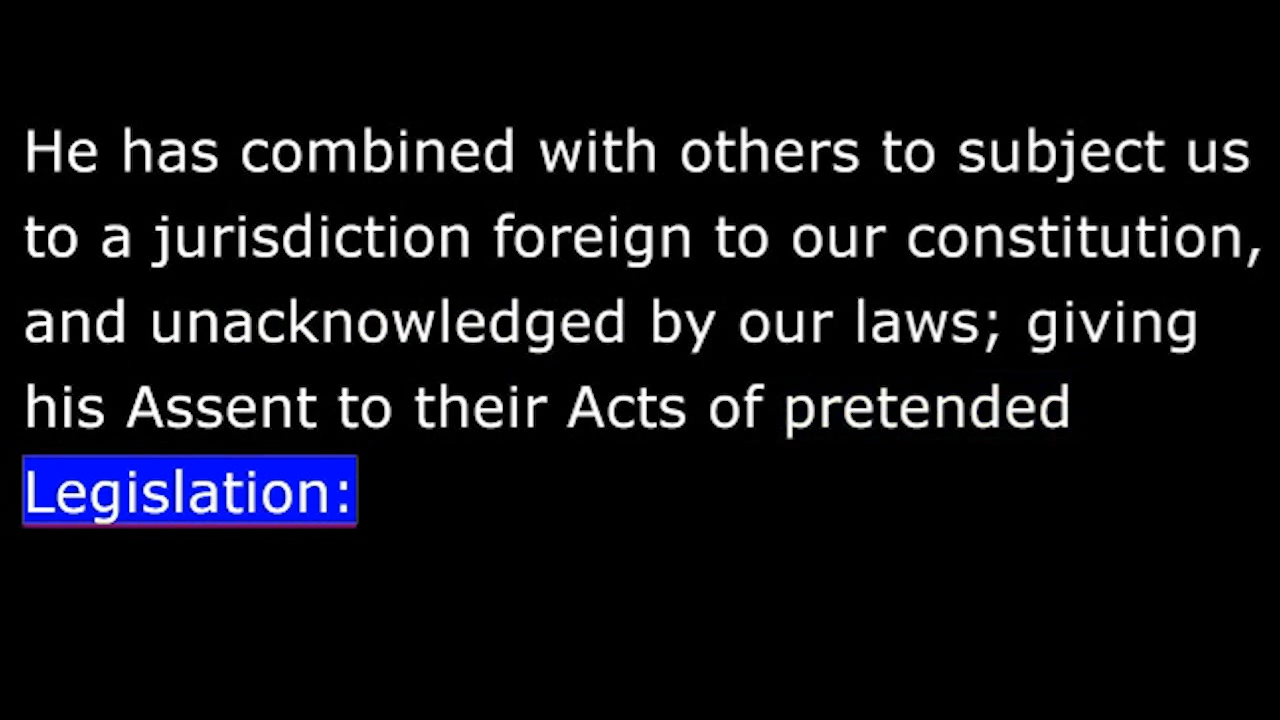 He has combined with others to subject us
to a jurisdiction foreign to our constitution,
and unacknowledged by our laws; giving
his Assent to their Acts of pretended
Legislation: